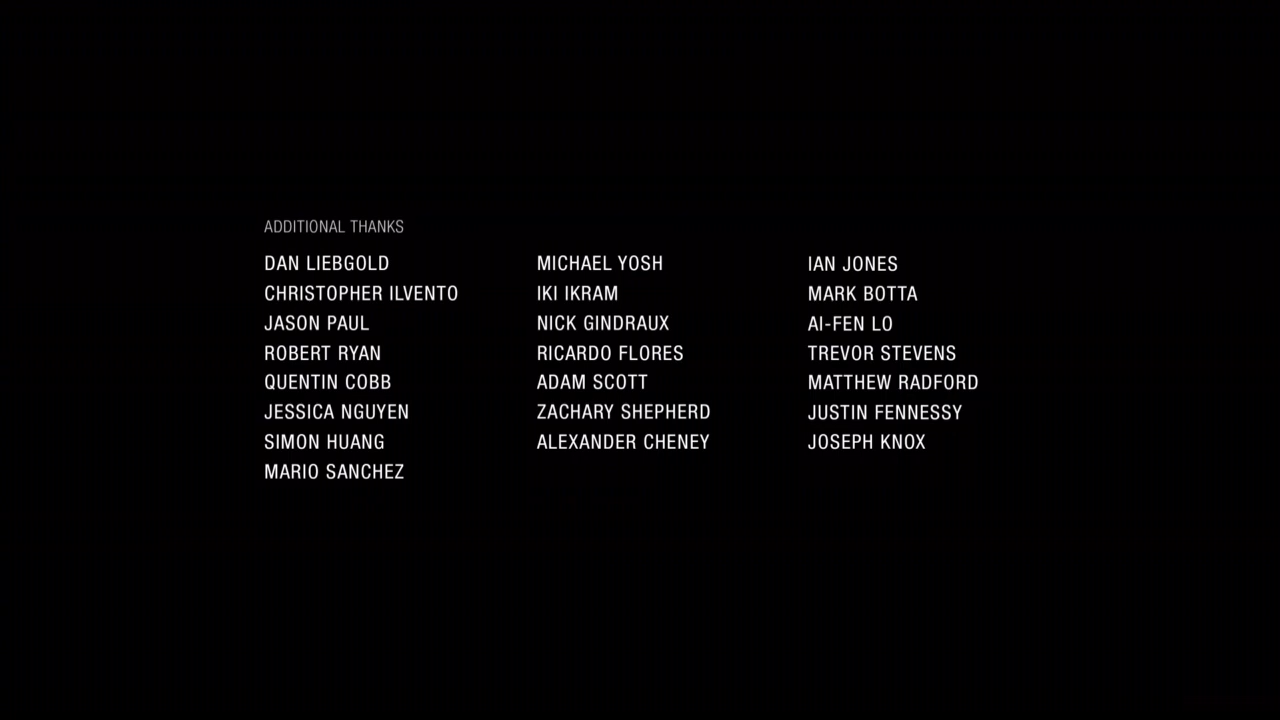 ADDITIONAL THANKS
DAN LIEBGOLD
CHRISTOPHER ILVENTO
JASON PAUL
ROBERT RYAN
QUENTIN COBB
JESSICA NGUYEN
SIMON HUANG
MARIO SANCHEZ
MICHAEL YOSH
IKI IKRAM
NICK GINDRAUX
RICARDO FLORES
ADAM SCOTT
ZACHARY SHEPHERD
ALEXANDER CHENEY
IAN JONES
MARK BOTTA
AI-FEN LO
TREVOR STEVENS
MATTHEW RADFORD
JUSTIN FENNESSY
JOSEPH KNOX